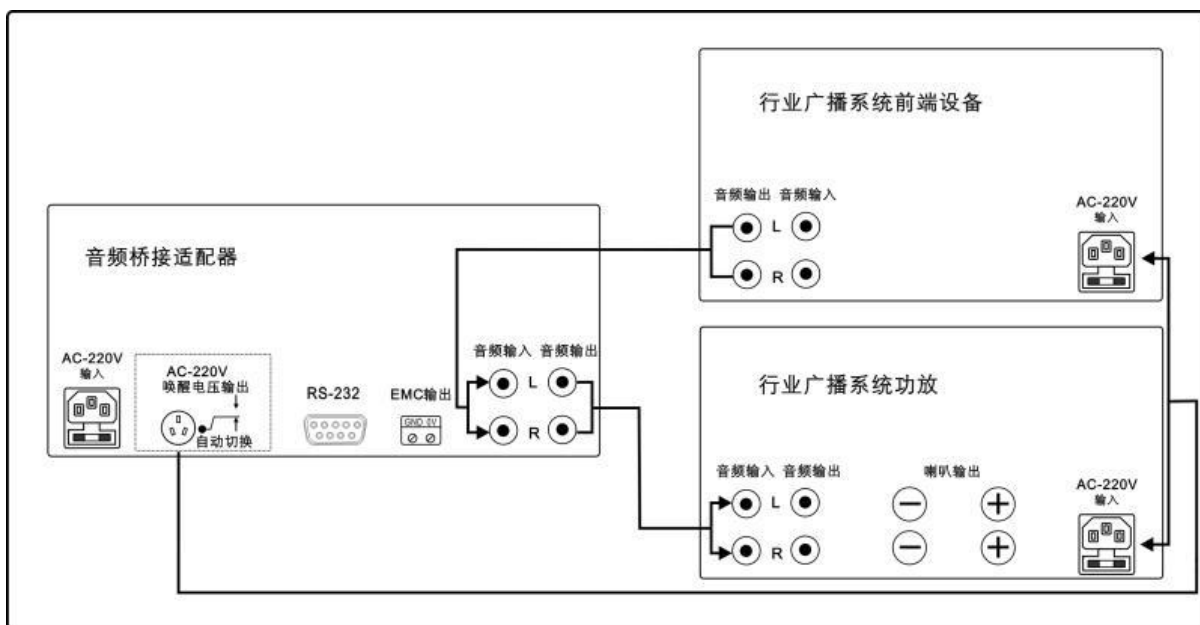 行业广播系统前端设备
音频输出 音频输入
L
R
AC-220V
输入
音频桥接适配器
AC-220V
输入
AC-220V
唤醒电压输出
自动切换
RS-232
EMC输出
GND 0V
音频输入 音频输出
L
R
行业广播系统功放
音频输入 音频输出
L
R
喇叭输出
AC-220V
输入